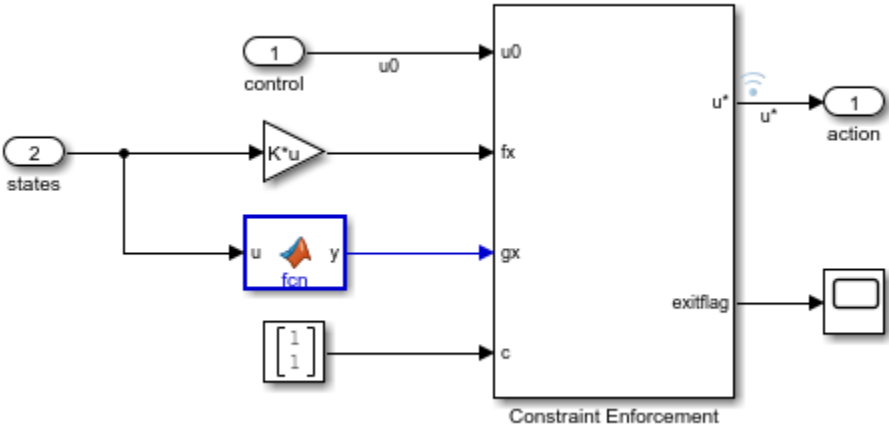 1
control
u0
u0
u*
u*
1
action
2
states
K*u
fx
u
y
fcn
gx
exitflag
1
1
c
Constraint Enforcement